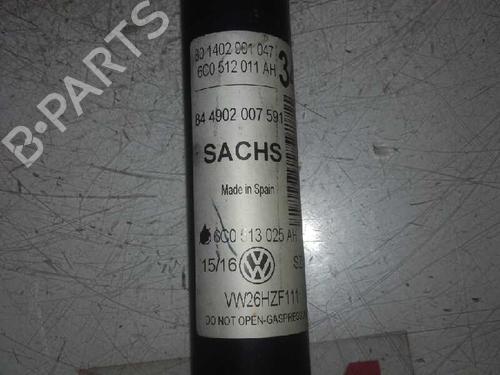 80 1402 001 047
6C0 512 011 AH
3
84 4902 007 591
SACHS
Made in Spain
6C0 513 025 AH
15/16
VW26HZF111
DO NOT OPEN-GASPRESSU
B-PARTS